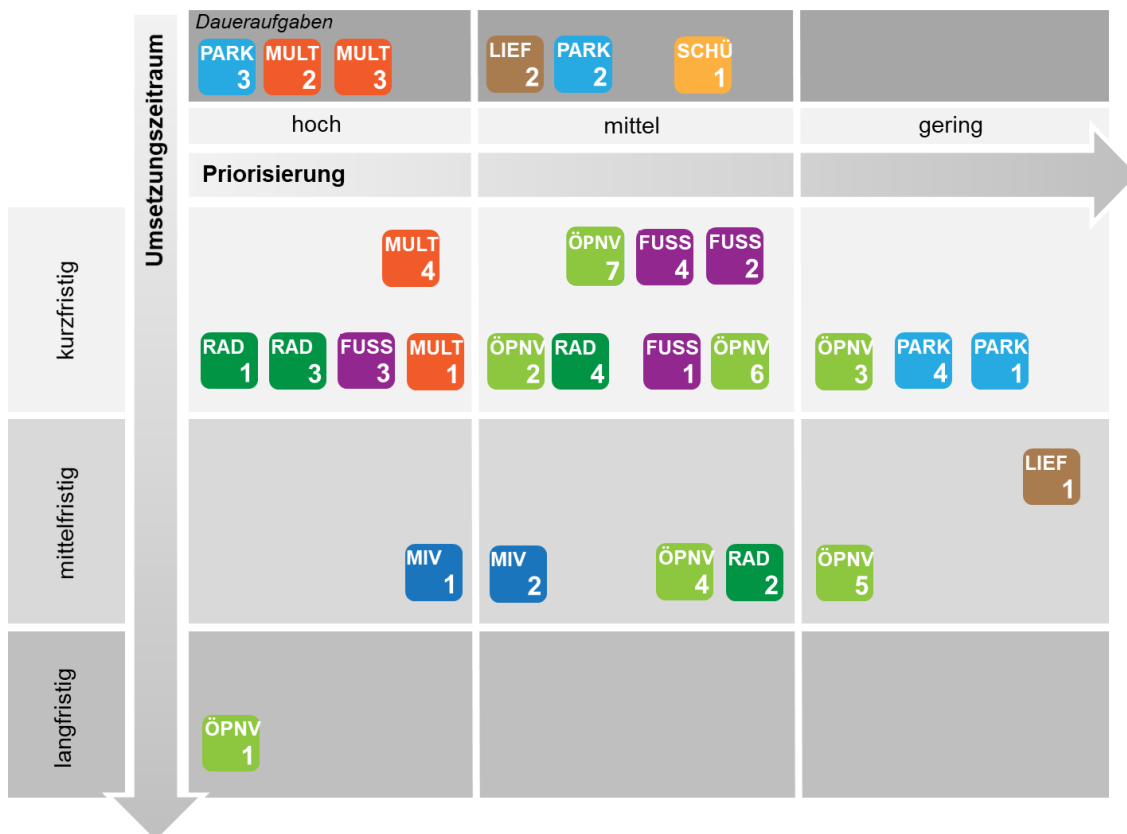 Daueraufgaben
PARK 3
MULT 2
MULT 3
LIEF 2
PARK 2
SCHÜ 1
hoch
mittel
gering
Priorisierung
Umsetzungszeitraum
kurzfristig
MULT 4
ÖPNV 7
FUSS 4
FUSS 2
RAD 1
RAD 3
FUSS 3
MULT 1
ÖPNV 2
RAD 4
FUSS 1
ÖPNV 6
ÖPNV 3
PARK 4
PARK 1
mittelfristig
LIEF 1
MIV 1
MIV 2
ÖPNV 4
RAD 2
ÖPNV 5
langfristig
ÖPNV 1